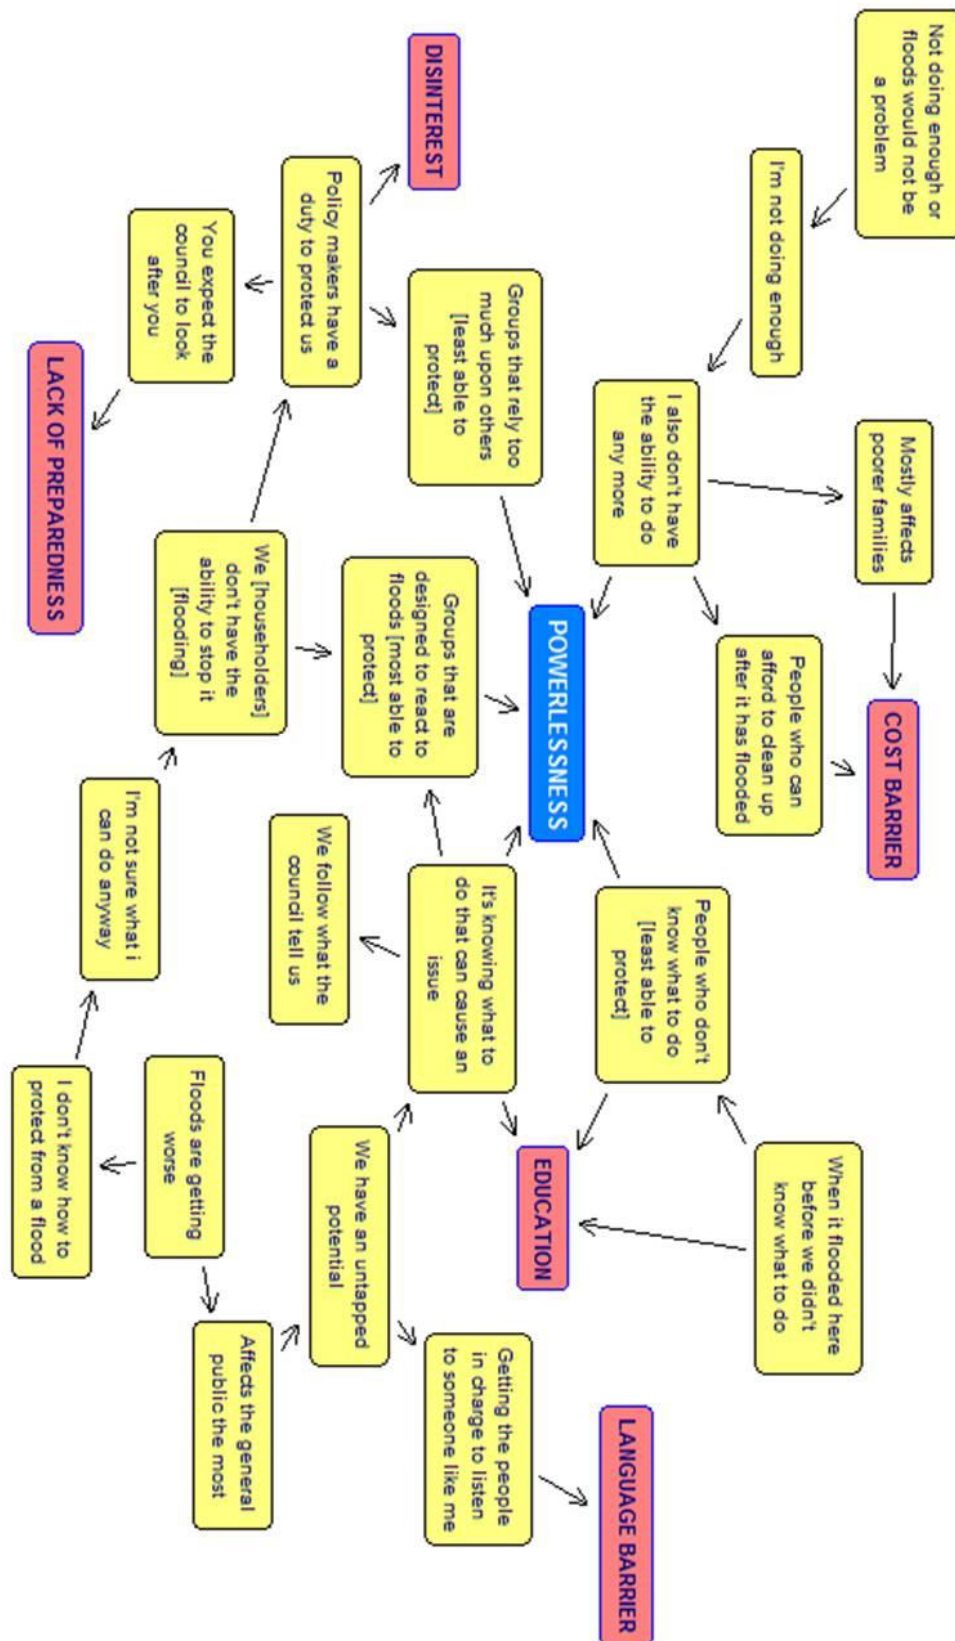 Not doing enough or
floods would not be
a problem
I'm not doing enough
Mostly affects
poorer families
COST BARRIER
I also don't have
the ability to do
any more
People who can
afford to clean up
after it has flooded
When it flooded here
before we didn't
know what to do
People who don't
know what to do
[least able to
protect]
LANGUAGE BARRIER
DISINTEREST
Groups that rely too
much upon others
[least able to
protect]
POWERLESSNESS
EDUCATION
Policy makers have a
duty to protect us
Groups that are
designed to react to
floods [most able to
protect]
It's knowing what to
do that can cause an
issue
Getting the people
in charge to listen
to someone like me
You expect the
council to look
after you
We [householders]
don't have the
ability to stop it
[flooding]
We follow what the
council tell us
We have an untapped
potential
Affects the general
public the most
LACK OF PREPAREDNESS
I'm not sure what i
can do anyway
Floods are getting
worse
I don't know how to
protect from a flood